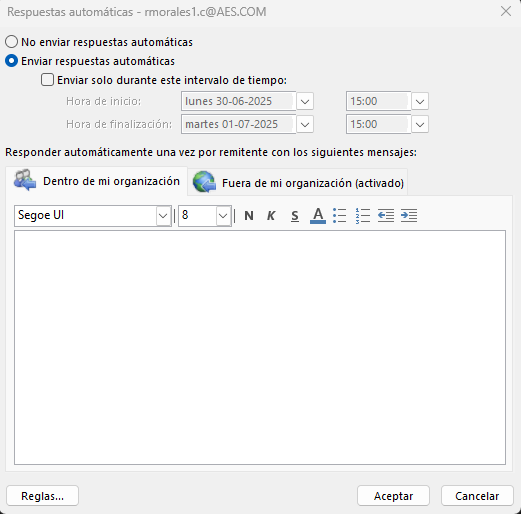 Respuestas automáticas - rmorales1.c@AES.COM
No enviar respuestas automáticas
Enviar respuestas automáticas
Enviar solo durante este intervalo de tiempo:
Hora de inicio: lunes 30-06-2025 15:00
Hora de finalización: martes 01-07-2025 15:00
Responder automáticamente una vez por remitente con los siguientes mensajes:
Dentro de mi organización Fuera de mi organización (activado)
Segoe UI 8 N K S A
Reglas... Aceptar Cancelar